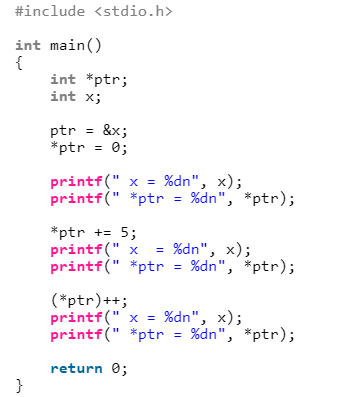 #include <stdio.h>
int main()
{
int *ptr;
int x;
ptr = &x;
*ptr = 0;
printf(" x = %dn", x);
printf(" *ptr = %dn", *ptr);
*ptr += 5;
printf(" x  = %dn", x);
printf(" *ptr = %dn", *ptr);
(*ptr)++;
printf(" x = %dn", x);
printf(" *ptr = %dn", *ptr);
return 0;
}